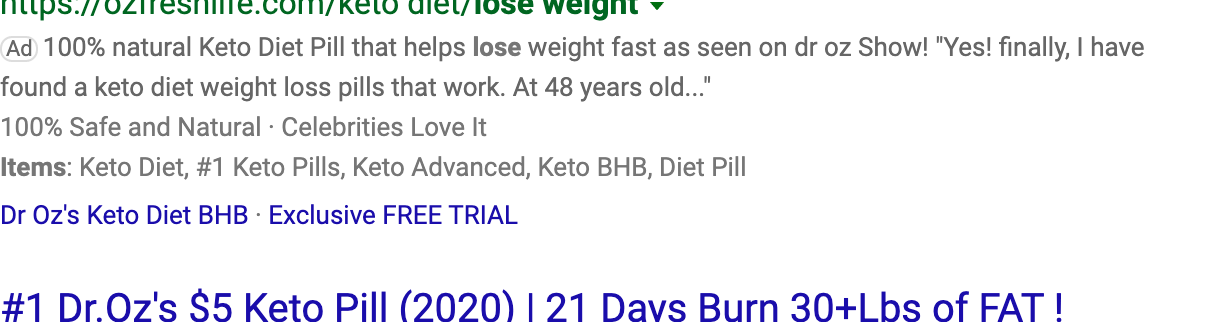 https://ozfreshlife.com/keto diet/lose weight
Ad 100% natural Keto Diet Pill that helps lose weight fast as seen on dr oz Show! "Yes! finally, I have
found a keto diet weight loss pills that work. At 48 years old..."
100% Safe and Natural · Celebrities Love It
Items: Keto Diet, #1 Keto Pills, Keto Advanced, Keto BHB, Diet Pill
Dr Oz's Keto Diet BHB · Exclusive FREE TRIAL
#1 Dr.Oz's $5 Keto Pill (2020) | 21 Days Burn 30+Lbs of FAT !